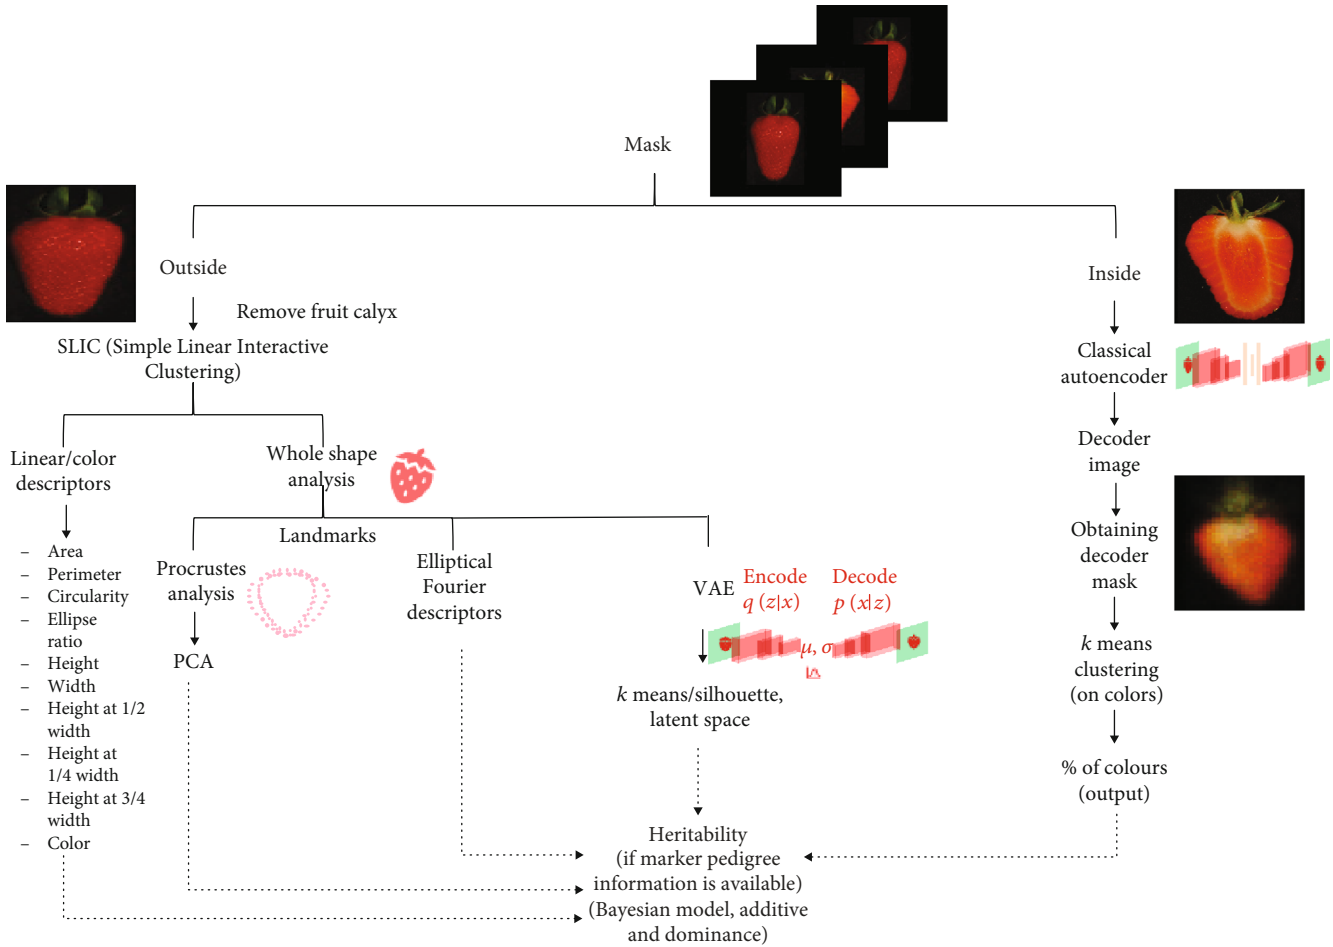 Mask
Outside
Remove fruit calyx
SLIC (Simple Linear Interactive
Clustering)
Linear/color
descriptors
– Area
– Perimeter
– Circularity
– Ellipse
ratio
– Height
– Width
– Height at 1/2
width
– Height at
1/4 width
– Height at 3/4
width
– Color
Whole shape
analysis
Landmarks
Procrustes
analysis
PCA
Elliptical
Fourier
descriptors
VAE
Encode
q (z|x)
Decode
p (x|z)
μ, σ
k means/silhouette,
latent space
Inside
Classical
autoencoder
Decoder
image
Obtaining
decoder
mask
k means
clustering
(on colors)
% of colours
(output)
Heritability
(if marker pedigree
information is available)
(Bayesian model, additive
and dominance)